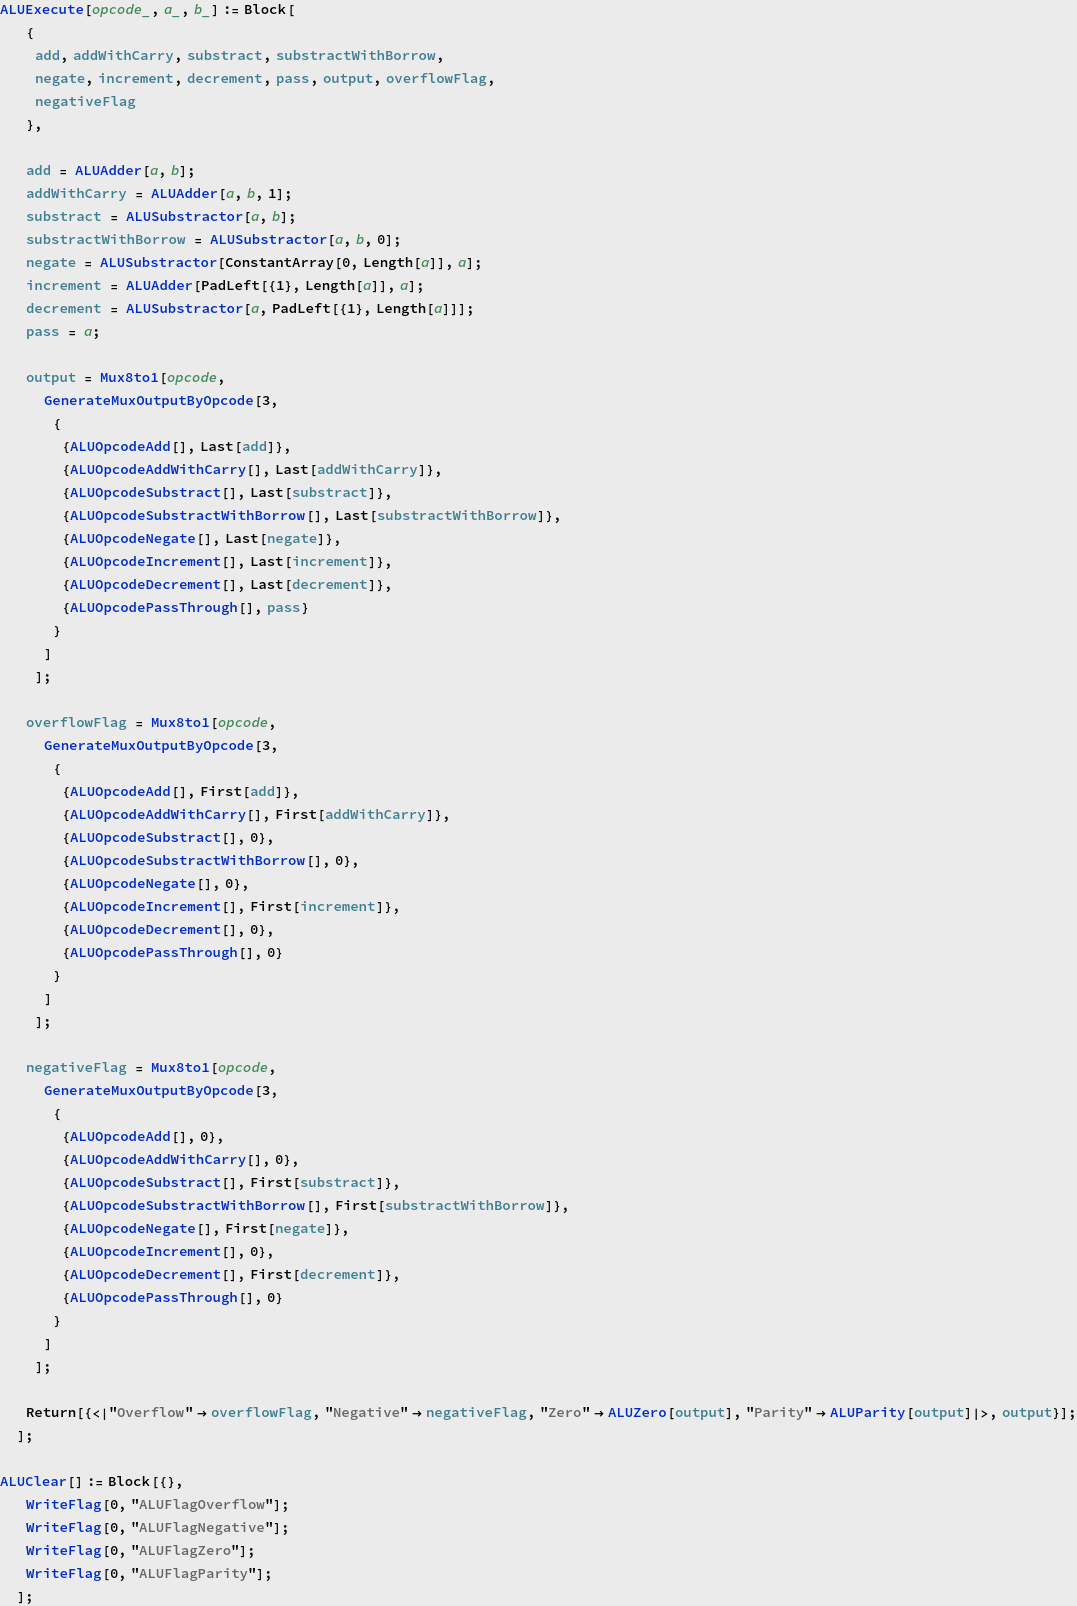 ALUExecute[opcode_, a_, b_] := Block[
{
add, addWithCarry, substract, substractWithBorrow,
negate, increment, decrement, pass, output, overflowFlag,
negativeFlag
},
add = ALUAdder[a, b];
addWithCarry = ALUAdder[a, b, 1];
substract = ALUSubstractor[a, b];
substractWithBorrow = ALUSubstractor[a, b, 0];
negate = ALUSubstractor[ConstantArray[0, Length[a]], a];
increment = ALUAdder[PadLeft[{1}, Length[a]], a];
decrement = ALUSubstractor[a, PadLeft[{1}, Length[a]]];
pass = a;
output = Mux8to1[opcode,
GenerateMuxOutputByOpcode[3,
{
{ALUOpcodeAdd[], Last[add]},
{ALUOpcodeAddWithCarry[], Last[addWithCarry]},
{ALUOpcodeSubstract[], Last[substract]},
{ALUOpcodeSubstractWithBorrow[], Last[substractWithBorrow]},
{ALUOpcodeNegate[], Last[negate]},
{ALUOpcodeIncrement[], Last[increment]},
{ALUOpcodeDecrement[], Last[decrement]},
{ALUOpcodePassThrough[], pass}
}
]
];
overflowFlag = Mux8to1[opcode,
GenerateMuxOutputByOpcode[3,
{
{ALUOpcodeAdd[], First[add]},
{ALUOpcodeAddWithCarry[], First[addWithCarry]},
{ALUOpcodeSubstract[], 0},
{ALUOpcodeSubstractWithBorrow[], 0},
{ALUOpcodeNegate[], 0},
{ALUOpcodeIncrement[], First[increment]},
{ALUOpcodeDecrement[], 0},
{ALUOpcodePassThrough[], 0}
}
]
];
negativeFlag = Mux8to1[opcode,
GenerateMuxOutputByOpcode[3,
{
{ALUOpcodeAdd[], 0},
{ALUOpcodeAddWithCarry[], 0},
{ALUOpcodeSubstract[], First[substract]},
{ALUOpcodeSubstractWithBorrow[], First[substractWithBorrow]},
{ALUOpcodeNegate[], First[negate]},
{ALUOpcodeIncrement[], 0},
{ALUOpcodeDecrement[], First[decrement]},
{ALUOpcodePassThrough[], 0}
}
]
];
Return[{<|"Overflow" → overflowFlag, "Negative" → negativeFlag, "Zero" → ALUZero[output], "Parity" → ALUParity[output]|>, output}];
];
ALUClear[] := Block[{},
WriteFlag[0, "ALUFlagOverflow"];
WriteFlag[0, "ALUFlagNegative"];
WriteFlag[0, "ALUFlagZero"];
WriteFlag[0, "ALUFlagParity"];
];